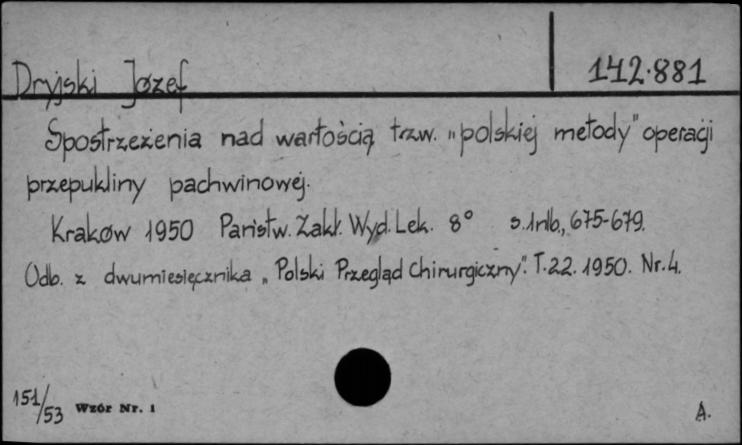 Dryjski Józef
142.881
Spostrzeżenia nad wartością tzw. „polskiej metody" operacji
przepukliny pachwinowej.
Kraków 1950 Państw. Zakł. Wyd. Lek. 8° s. 1nlb., 675-679.
Odb. z dwumiesięcznika „Polski Przegląd Chirurgiczny". T.22. 1950. Nr. 4.
151/53 Wzór Nr. 1
A.